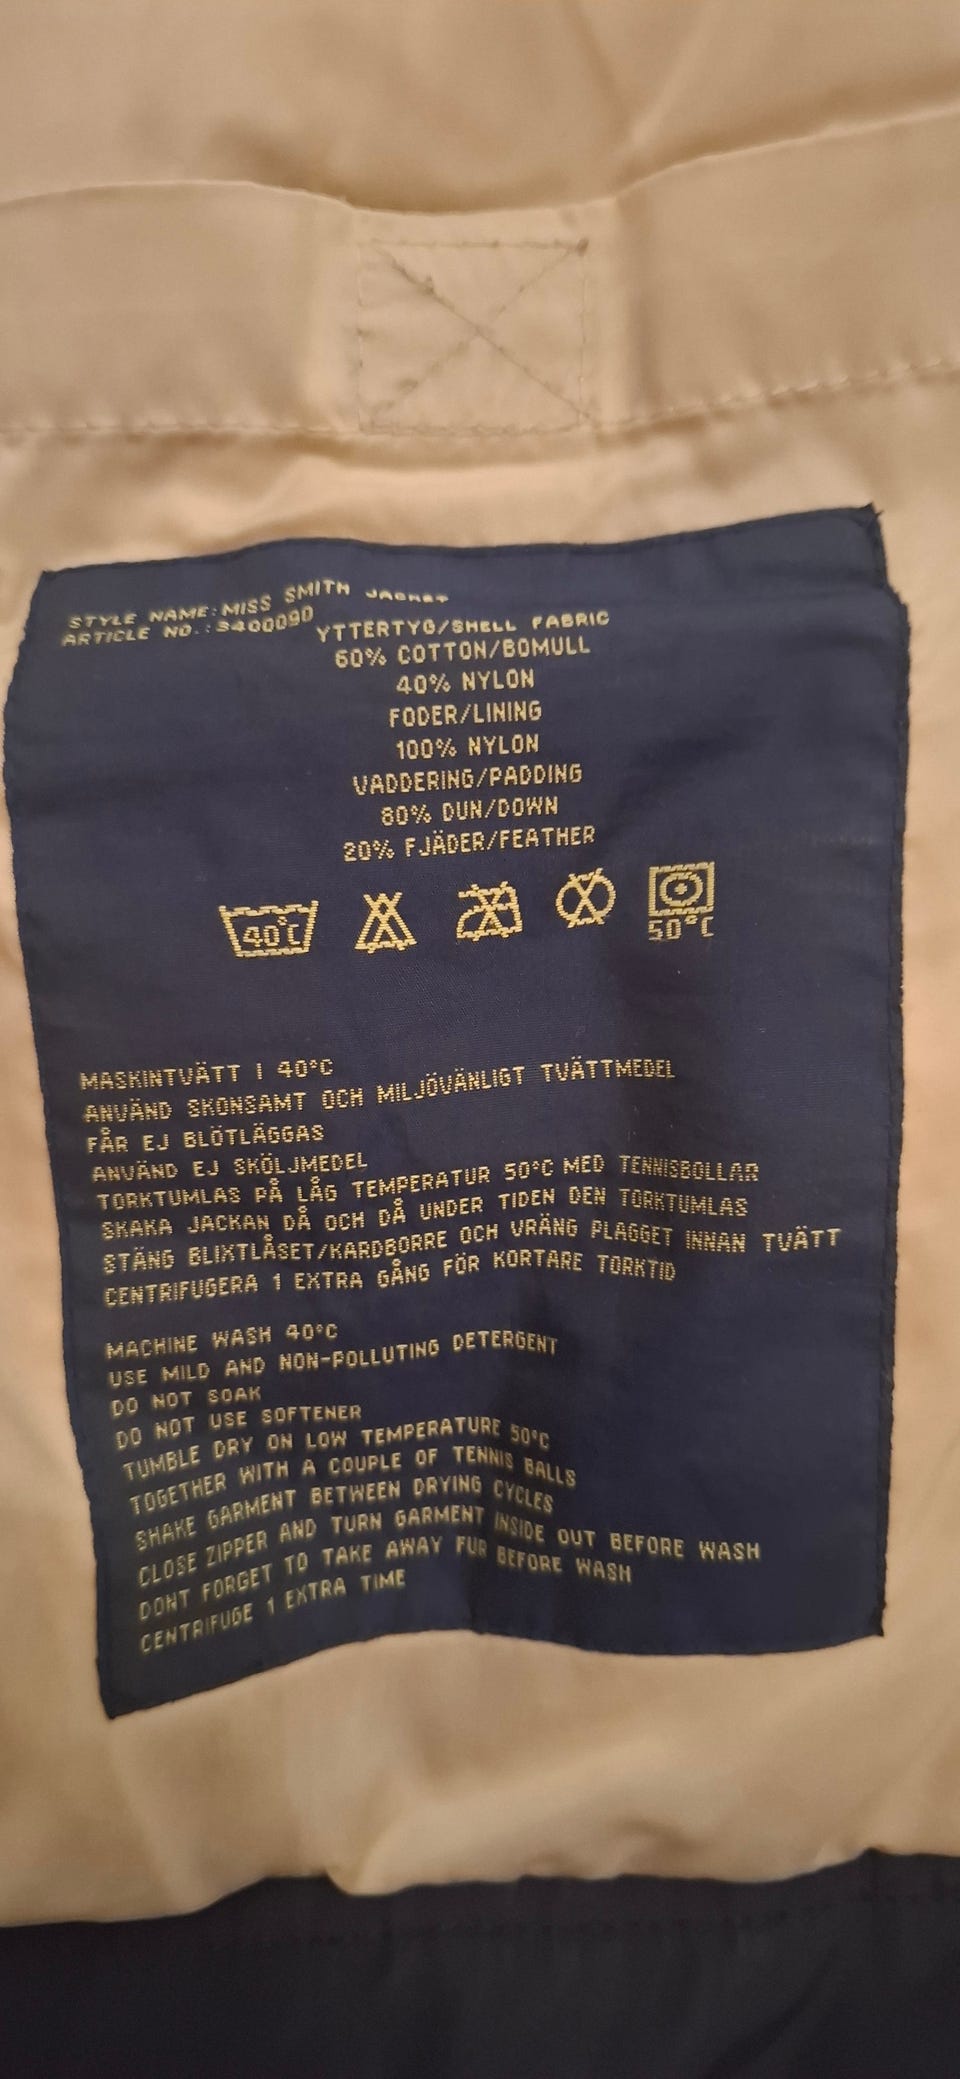 STYLE NAME: MISS SMITH JACKET
ARTICLE NO.: 3400090
YTTERTYG/SHELL FABRIC
60% COTTON/BOMULL
40% NYLON
FODER/LINING
100% NYLON
VADDERING/PADDING
80% DUN/DOWN
20% FJÄDER/FEATHER
40°C
50°C
MASKINTVÄTT I 40°C
ANVÄND SKONSAMT OCH MILJÖVÄNLIGT TVÄTTMEDEL
FÅR EJ BLÖTLÄGGAS
ANVÄND EJ SKÖLJMEDEL
TORKTUMLAS PÅ LÅG TEMPERATUR 50°C MED TENNISBOLLAR
SKAKA JACKAN DÅ OCH DÅ UNDER TIDEN DEN TORKTUMLAS
STÄNG BLIXTLÅSET/KARDBORRE OCH VRÄNG PLAGGET INNAN TVÄTT
CENTRIFUGERA 1 EXTRA GÅNG FÖR KORTARE TORKTID
MACHINE WASH 40°C
USE MILD AND NON-POLLUTING DETERGENT
DO NOT SOAK
DO NOT USE SOFTENER
TUMBLE DRY ON LOW TEMPERATURE 50°C
TOGETHER WITH A COUPLE OF TENNIS BALLS
SHAKE GARMENT BETWEEN DRYING CYCLES
CLOSE ZIPPER AND TURN GARMENT INSIDE OUT BEFORE WASH
DONT FORGET TO TAKE AWAY FUR BEFORE WASH
CENTRIFUGE 1 EXTRA TIME